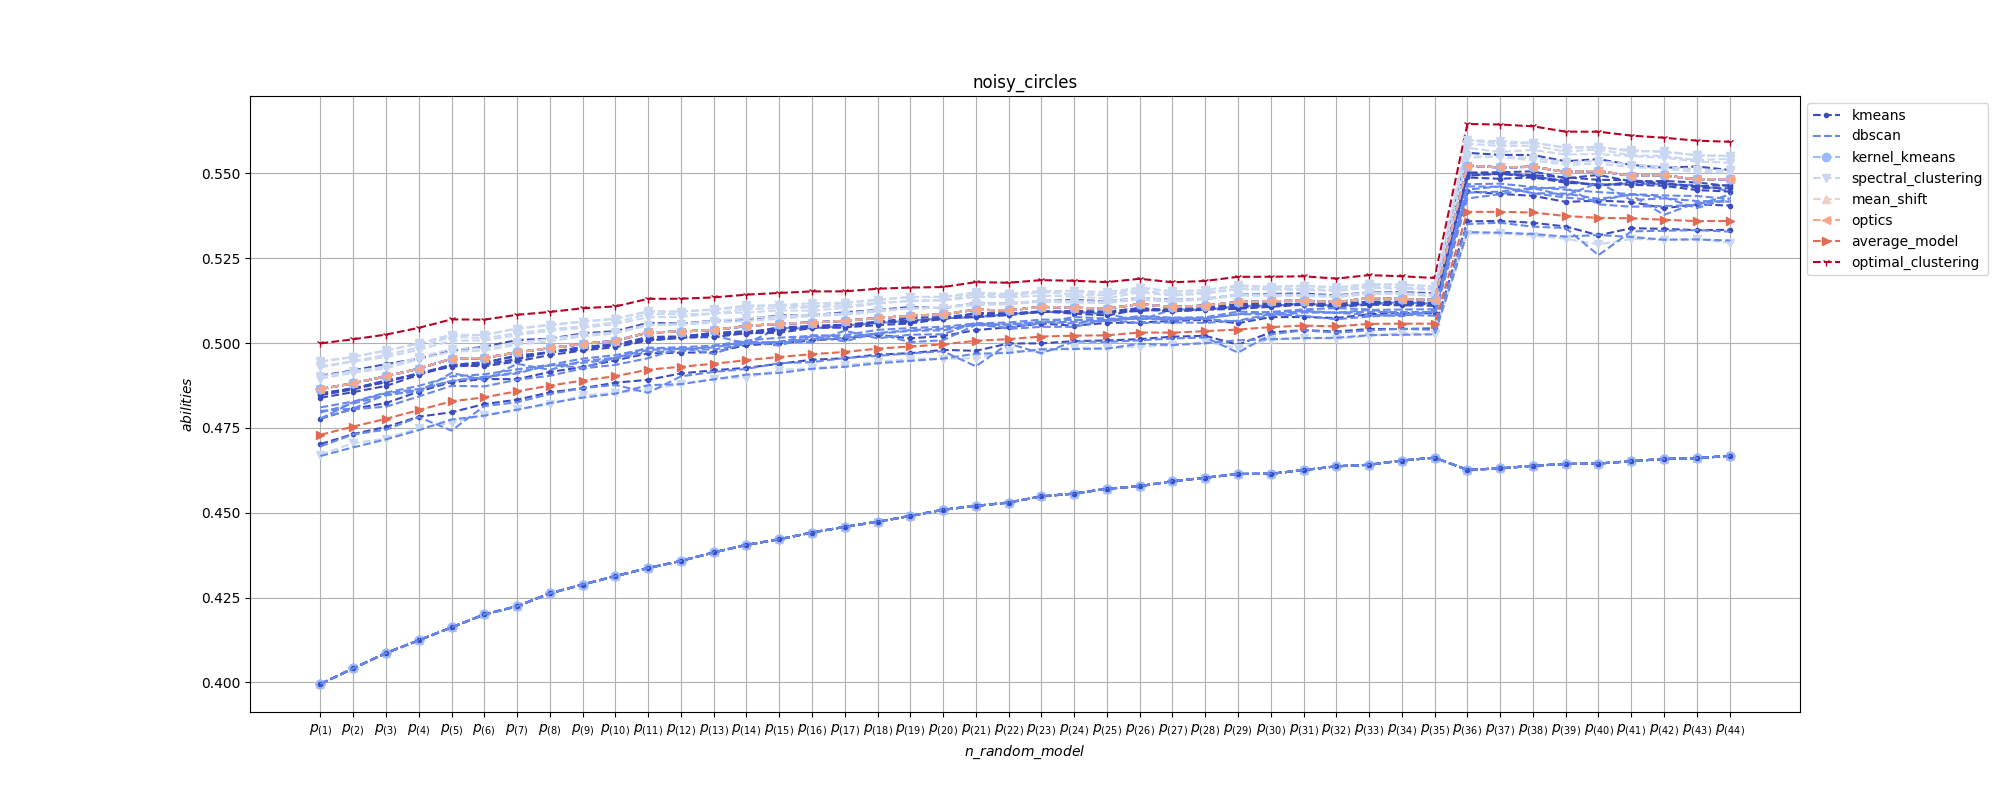 noisy_circles
kmeans
dbscan
kernel_kmeans
spectral_clustering
mean_shift
optics
average_model
optimal_clustering
abilities
0.550
0.525
0.500
0.475
0.450
0.425
0.400
p(1) p(2) p(3) p(4) p(5) p(6) p(7) p(8) p(9) p(10) p(11) p(12) p(13) p(14) p(15) p(16) p(17) p(18) p(19) p(20) p(21) p(22) p(23) p(24) p(25) p(26) p(27) p(28) p(29) p(30) p(31) p(32) p(33) p(34) p(35) p(36) p(37) p(38) p(39) p(40) p(41) p(42) p(43) p(44)
n_random_model